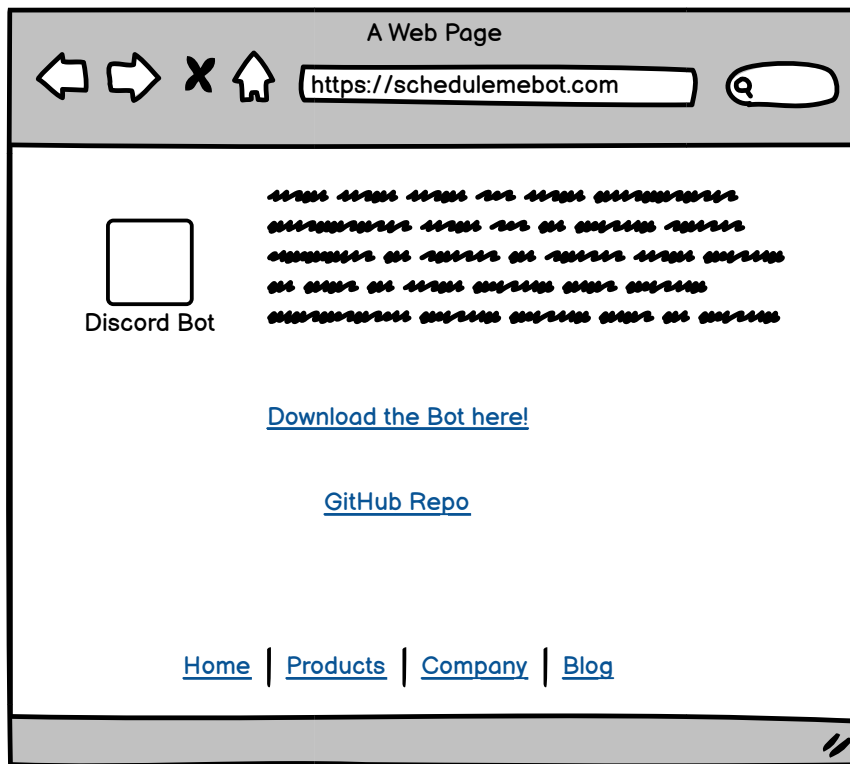 A Web Page
https://schedulemebot.com
Discord Bot
Download the Bot here!
GitHub Repo
Home | Products | Company | Blog